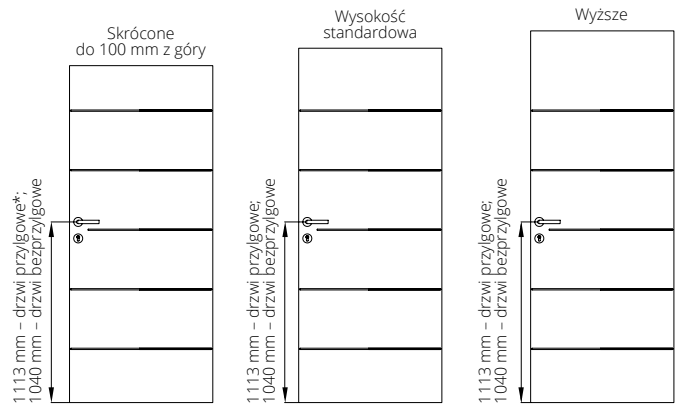 Skrócone
do 100 mm z góry
1113 mm – drzwi przylgowe*;
1040 mm – drzwi bezprzylgowe
Wysokość
standardowa
1113 mm – drzwi przylgowe;
1040 mm – drzwi bezprzylgowe
Wyższe
1113 mm – drzwi przylgowe;
1040 mm – drzwi bezprzylgowe